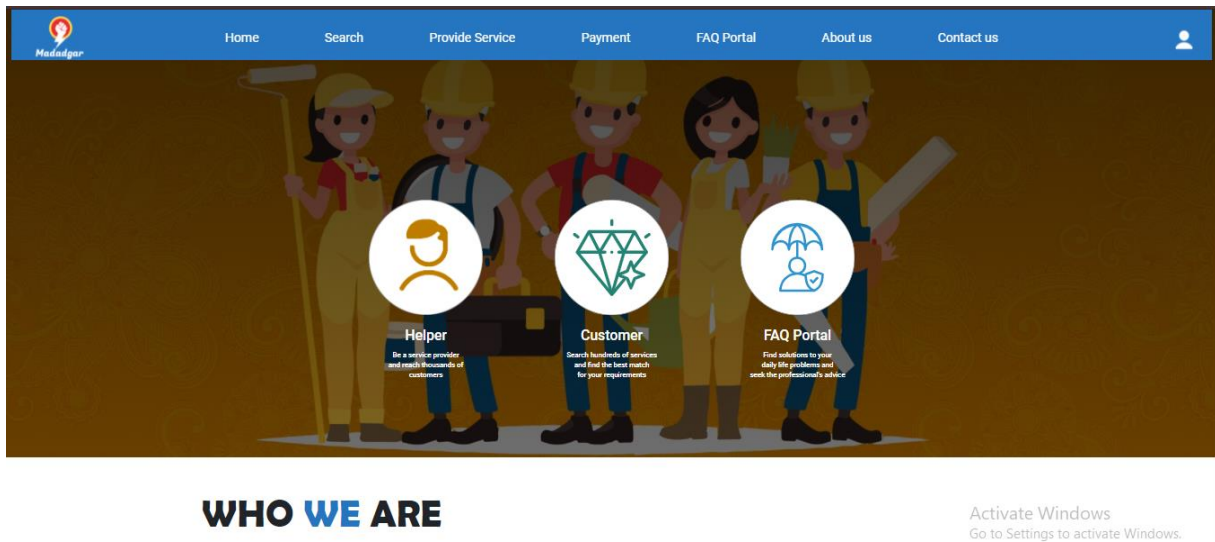 Madadgar
Home Search Provide Service Payment FAQ Portal About us Contact us
Helper
Be a service provider
and reach thousands of
customers
Customer
Search hundreds of services
and find the best match
for your requirements
FAQ Portal
Find solutions to your
daily life problems and
seek the professional's advice
WHO WE ARE
Activate Windows
Go to Settings to activate Windows.